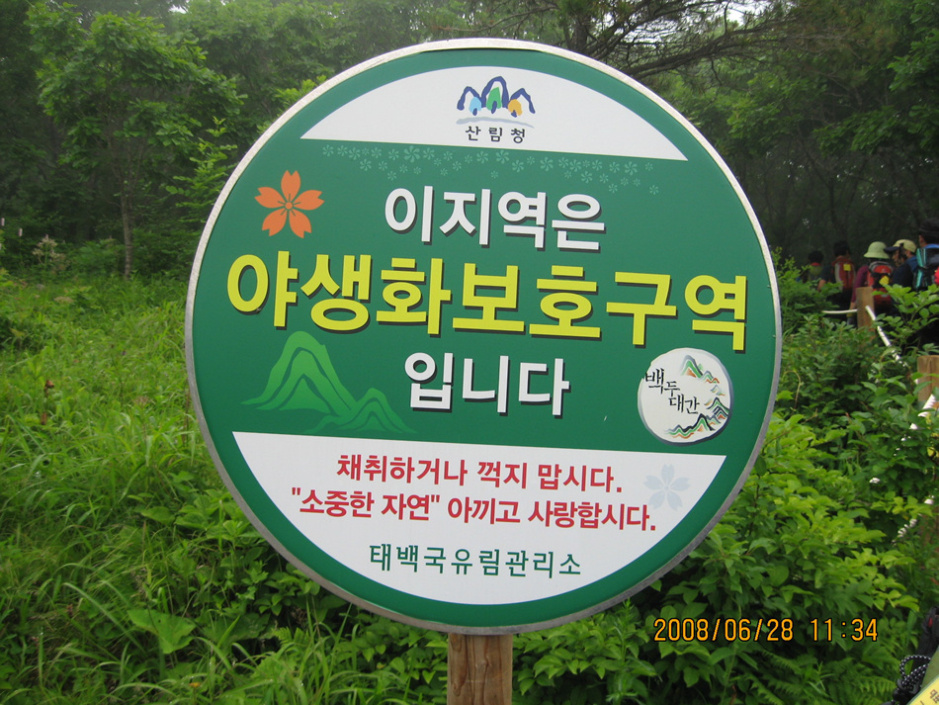 산림청
이지역은
야생화보호구역
입니다
백두
대간
채취하거나 꺽지 맙시다.
"소중한 자연" 아끼고 사랑합시다.
태백국유림관리소
2008/06/28 11:34